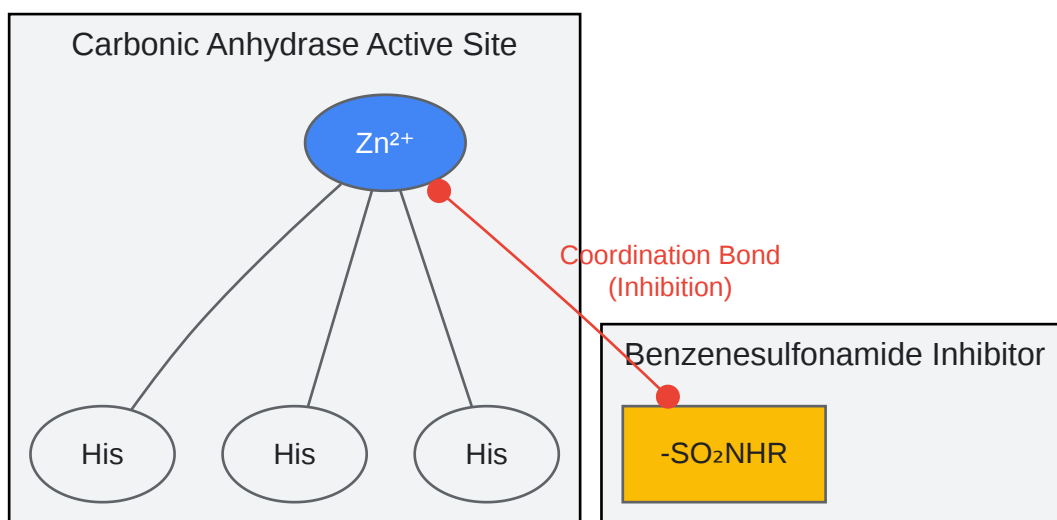 Carbonic Anhydrase Active Site
Zn²⁺
Coordination Bond
(Inhibition)
Benzenesulfonamide Inhibitor
His
His
His
-SO₂NHR